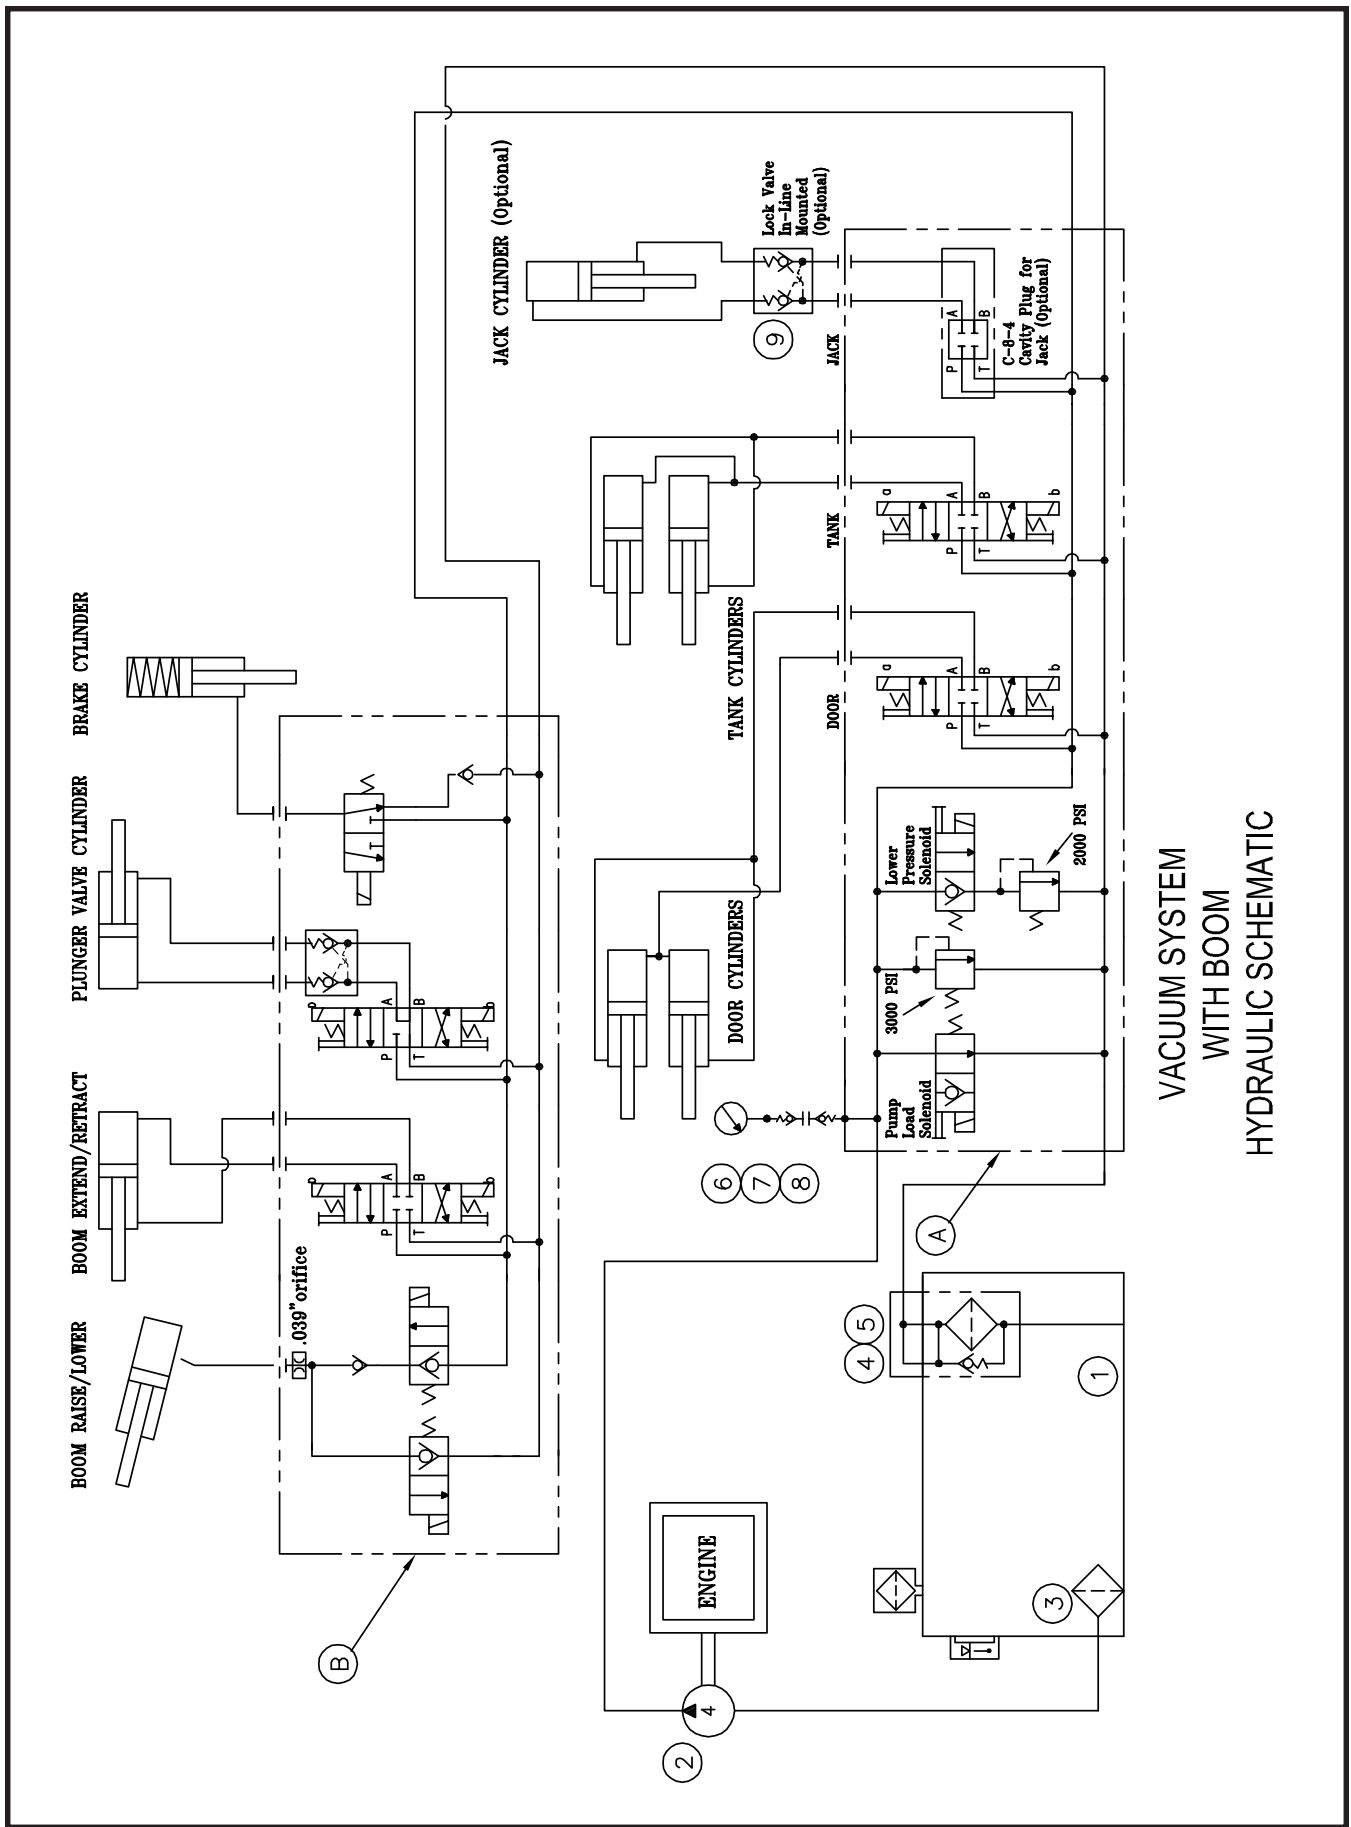 BOOM RAISE/LOWER
BOOM EXTEND/RETRACT
PLUNGER VALVE CYLINDER
BRAKE CYLINDER
.039"orifice
B
A
B
P
T
A
B
P
T
JACK CYLINDER (Optional)
2
4
ENGINE
DOOR CYLINDERS
TANK CYLINDERS
6
7
8
9
Lock Valve
In-Line
Mounted
(Optional)
DOOR
TANK
JACK
4
5
Pump
Load
Solenoid
3000 PSI
Lower
Pressure
Solenoid
2000 PSI
a
A
B
b
P
T
a
A
B
b
P
T
A
B
P
T
C-8-4
Cavity Plug for
Jack (Optional)
A
3
1
VACUUM SYSTEM
WITH BOOM
HYDRAULIC SCHEMATIC